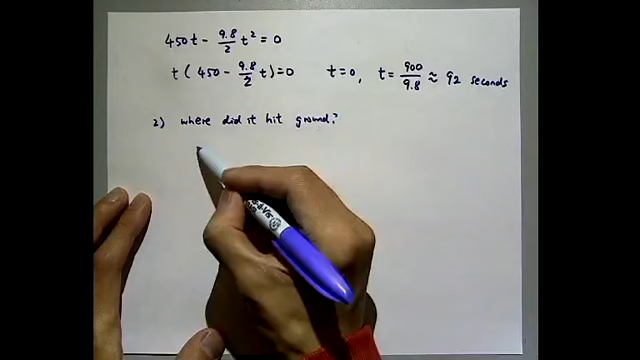 450t - 9.8/2 t² = 0
t(450 - 9.8/2 t) = 0 t=0, t = 900/9.8 ≈ 92 seconds
2) where did it hit ground?